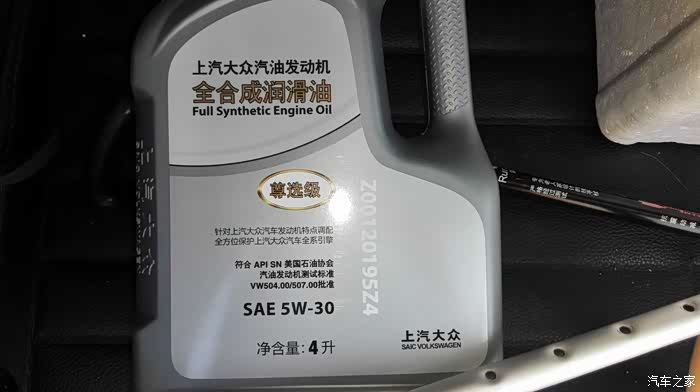 上汽大众汽油发动机
全合成润滑油
Full Synthetic Engine Oil
尊选级
针对上汽大众汽车发动机特点调配
全方位保护上汽大众汽车全系引擎
符合 API SN 美国石油协会
汽油发动机测试标准
VW504.00/507.00批准
SAE 5W-30
净含量: 4 升
上汽大众
SAIC VOLKSWAGEN
Z00120195Z4
上汽大众
汽车之家